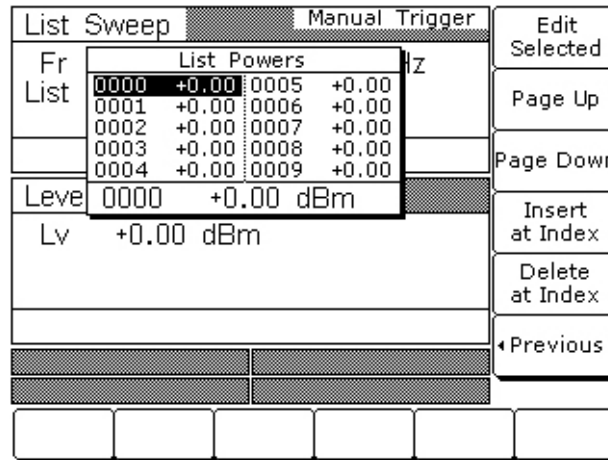 List Sweep
Manual Trigger
Fr
Hz
List
List Powers
0000 +0.00 0005 +0.00
0001 +0.00 0006 +0.00
0002 +0.00 0007 +0.00
0003 +0.00 0008 +0.00
0004 +0.00 0009 +0.00
0000 +0.00 dBm
Leve
Lv +0.00 dBm
Edit
Selected
Page Up
Page Down
Insert
at Index
Delete
at Index
Previous